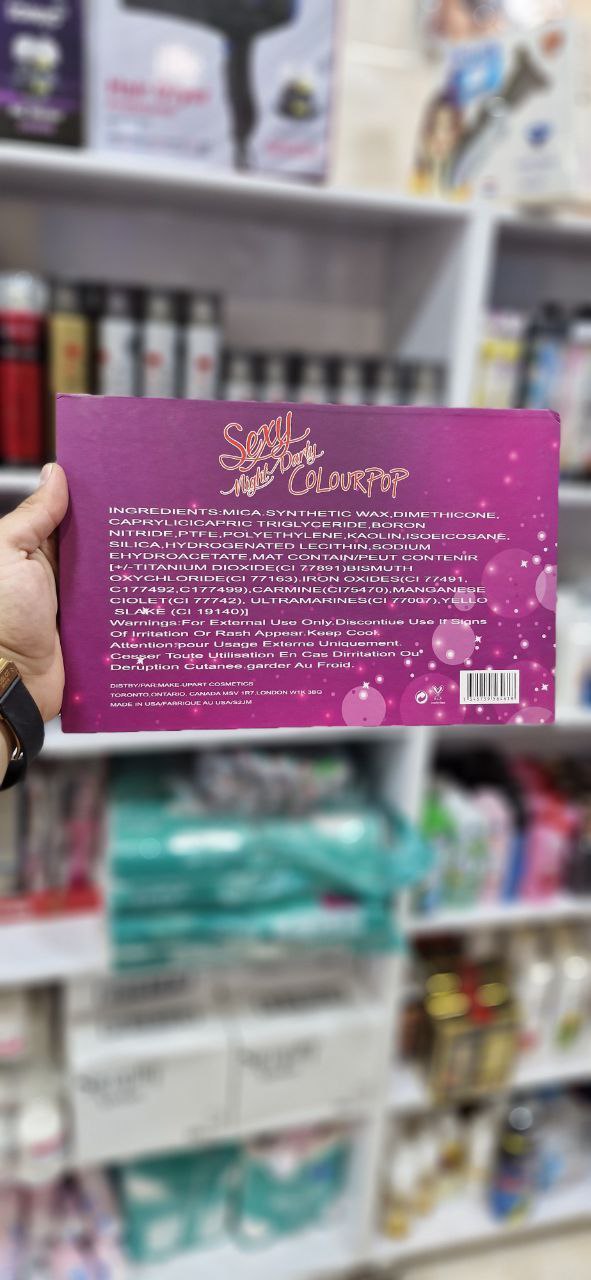 Sexy
Night Party
COLOURPOP
INGREDIENTS:MICA.SYNTHETIC WAX,DIMETHICONE,
CAPRYLICICAPRIC TRIGLYCERIDE,BORON
NITRIDE,PTFE,POLYETHYLENE,KAOLIN,ISOEICOSANE.
SILICA,HYDROGENATED LECITHIN,SODIUM
EHYDROACETATE,MAT CONTAIN/PEUT CONTENIR
[+/-TITANIUM DIOXIDE(CI 77891)BISMUTH
OXYCHLORIDE(CI 77163).IRON OXIDES(CI 77491,
C177492,C177499),CARMINE(CI75470),MANGANESE
CIOLET(CI 77742), ULTRAMARINES(CI 77007),YELLO
SLAKE (CI 19140)]
Warnings:For External Use Only.Discontiue Use If Signs
Of Irritation Or Rash Appear.Keep Cool.
Attention:pour Usage Externe Uniquement.
Cesser Toute Utilisation En Cas Dirritation Ou
Deruption Cutanee.garder Au Froid.
DISTBY/PAR:MAKE-UPART COSMETICS
TORONTO,ONTARIO, CANADA MSV 1R7,LONDON W1K 3BQ
MADE IN USA/FARRIQUE AU USA/S2JM